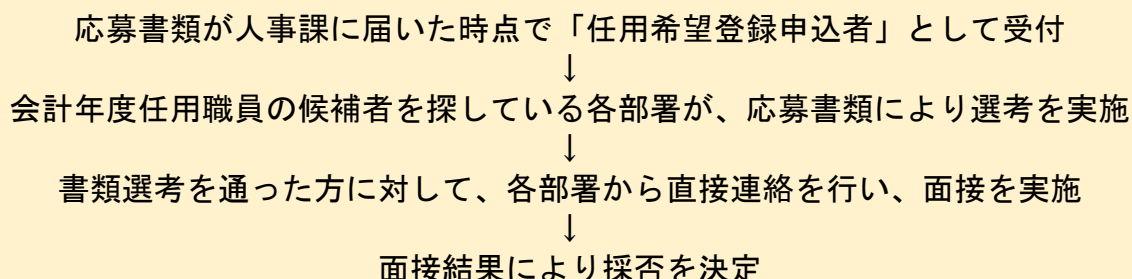 応募書類が人事課に届いた時点で「任用希望登録申込者」として受付
↓
会計年度任用職員の候補者を探している各部署が、応募書類により選考を実施
↓
書類選考を通った方に対して、各部署から直接連絡を行い、面接を実施
↓
面接結果により採否を決定